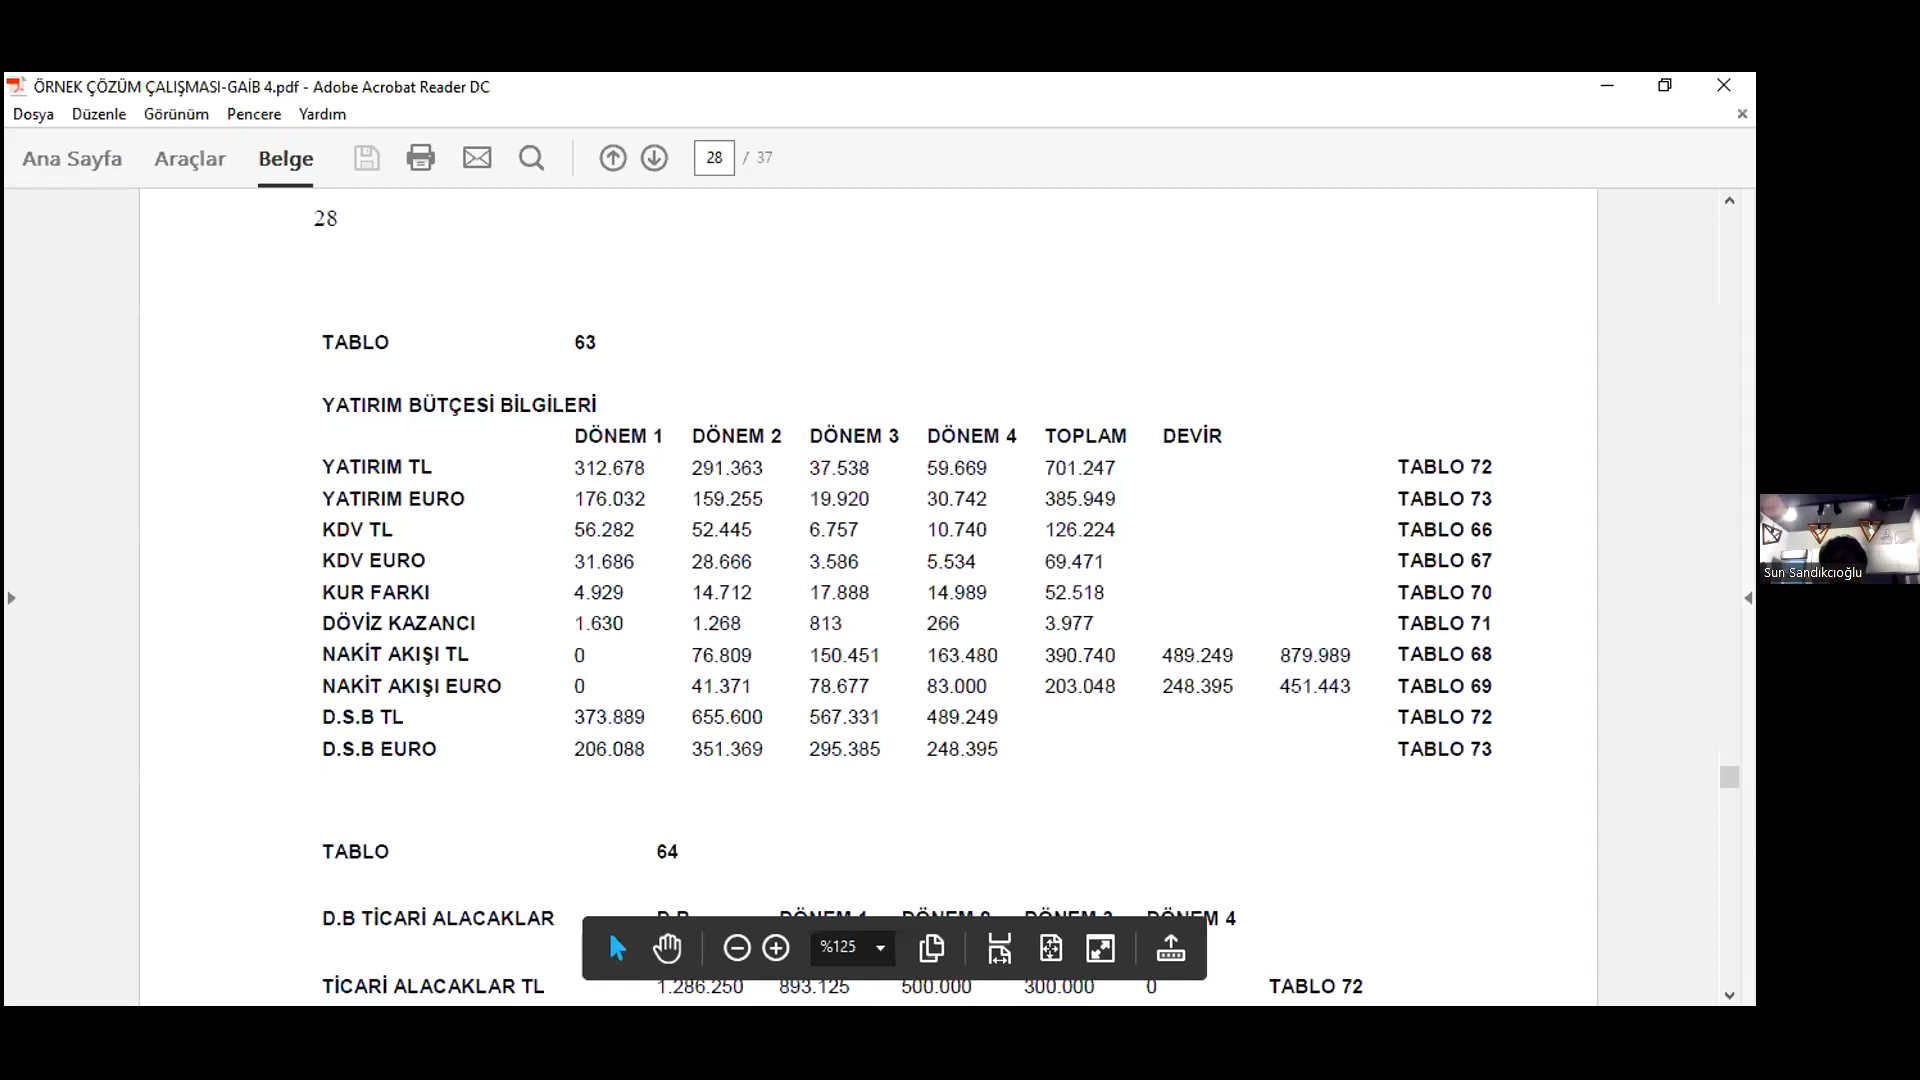 ÖRNEK ÇÖZÜM ÇALIŞMASI-GAİB 4.pdf - Adobe Acrobat Reader DC
Dosya Düzenle Görünüm Pencere Yardım
Ana Sayfa Araçlar Belge 28 / 37
28
TABLO 63
YATIRIM BÜTÇESİ BİLGİLERİ
DÖNEM 1 DÖNEM 2 DÖNEM 3 DÖNEM 4 TOPLAM DEVİR
YATIRIM TL 312.678 291.363 37.538 59.669 701.247 TABLO 72
YATIRIM EURO 176.032 159.255 19.920 30.742 385.949 TABLO 73
KDV TL 56.282 52.445 6.757 10.740 126.224 TABLO 66
KDV EURO 31.686 28.666 3.586 5.534 69.471 TABLO 67
KUR FARKI 4.929 14.712 17.888 14.989 52.518 TABLO 70
DÖVİZ KAZANCI 1.630 1.268 813 266 3.977 TABLO 71
NAKİT AKIŞI TL 0 76.809 150.451 163.480 390.740 489.249 879.989 TABLO 68
NAKİT AKIŞI EURO 0 41.371 78.677 83.000 203.048 248.395 451.443 TABLO 69
D.S.B TL 373.889 655.600 567.331 489.249 TABLO 72
D.S.B EURO 206.088 351.369 295.385 248.395 TABLO 73
Sun Sandıkcıoğlu
TABLO 64
D.B TİCARİ ALACAKLAR D.B DÖNEM 1 DÖNEM 2 DÖNEM 3 DÖNEM 4
%125
TİCARİ ALACAKLAR TL 1.286.250 893.125 500.000 300.000 0 TABLO 72